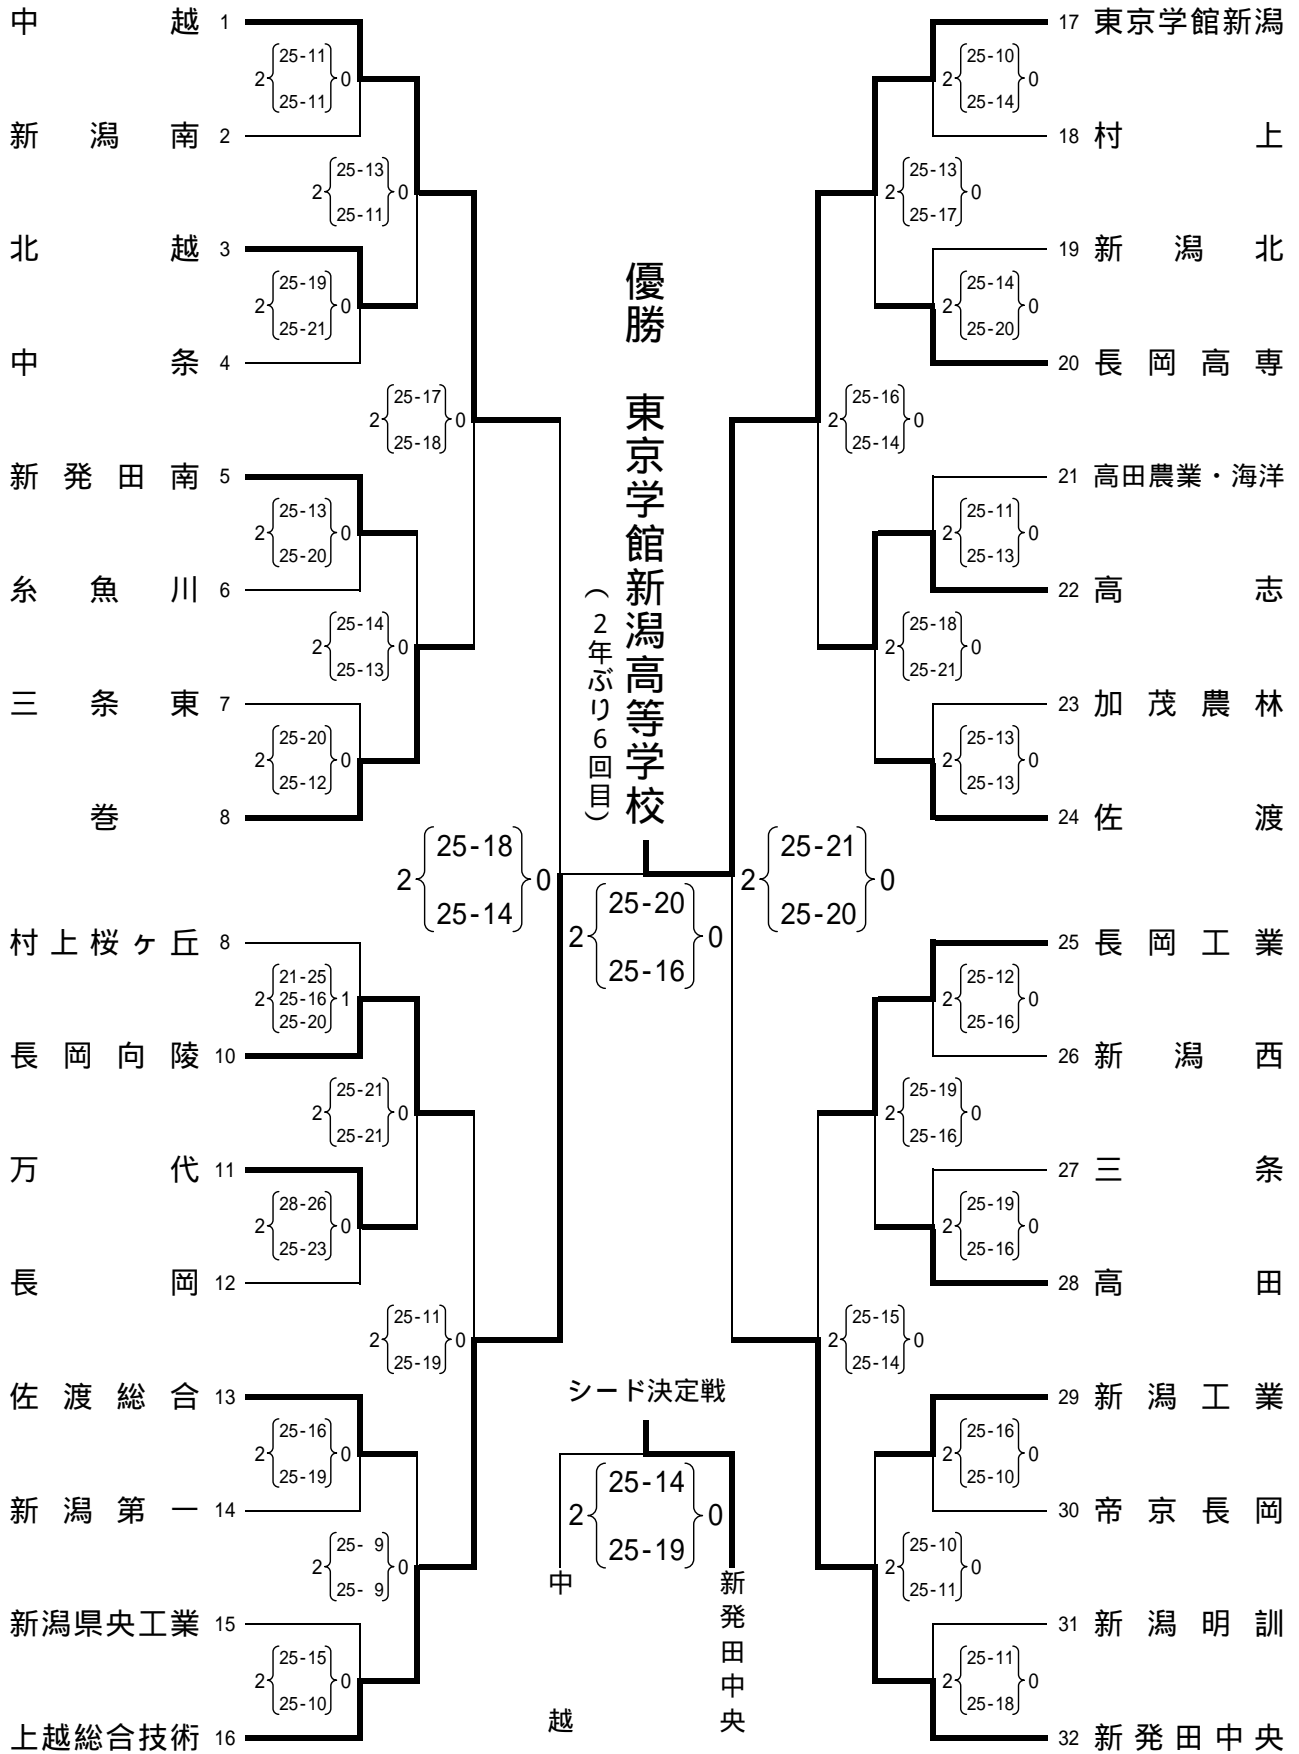 中越 1
25-11
2 0
25-11
新潟南 2
25-13
2 0
25-11
北越 3
25-19
2 0
25-21
中条 4
25-17
2 0
25-18
新発田南 5
25-13
2 0
25-20
糸魚川 6
25-14
2 0
25-13
三条東 7
25-20
2 0
25-12
巻 8
25-18
2 0
25-14
村上桜ヶ丘 8
21-25
2 25-16 1
25-20
長岡向陵 10
25-21
2 0
25-21
万代 11
28-26
2 0
25-23
長岡 12
25-11
2 0
25-19
佐渡総合 13
25-16
2 0
25-19
新潟第一 14
25- 9
2 0
25- 9
新潟県央工業 15
25-15
2 0
25-10
上越総合技術 16
優勝 東京学館新潟高等学校
(2年ぶり6回目)
25-20
2 0
25-16
シード決定戦
25-14
2 0
25-19
中越
新発田中央
17 東京学館新潟
25-10
2 0
25-14
18 村上
25-13
2 0
25-17
19 新潟北
25-14
2 0
25-20
20 長岡高専
25-16
2 0
25-14
21 高田農業・海洋
25-11
2 0
25-13
22 高志
25-18
2 0
25-21
23 加茂農林
25-13
2 0
25-13
24 佐渡
25-21
2 0
25-20
25 長岡工業
25-12
2 0
25-16
26 新潟西
25-19
2 0
25-16
27 三条
25-19
2 0
25-16
28 高田
25-15
2 0
25-14
29 新潟工業
25-16
2 0
25-10
30 帝京長岡
25-10
2 0
25-11
31 新潟明訓
25-11
2 0
25-18
32 新発田中央